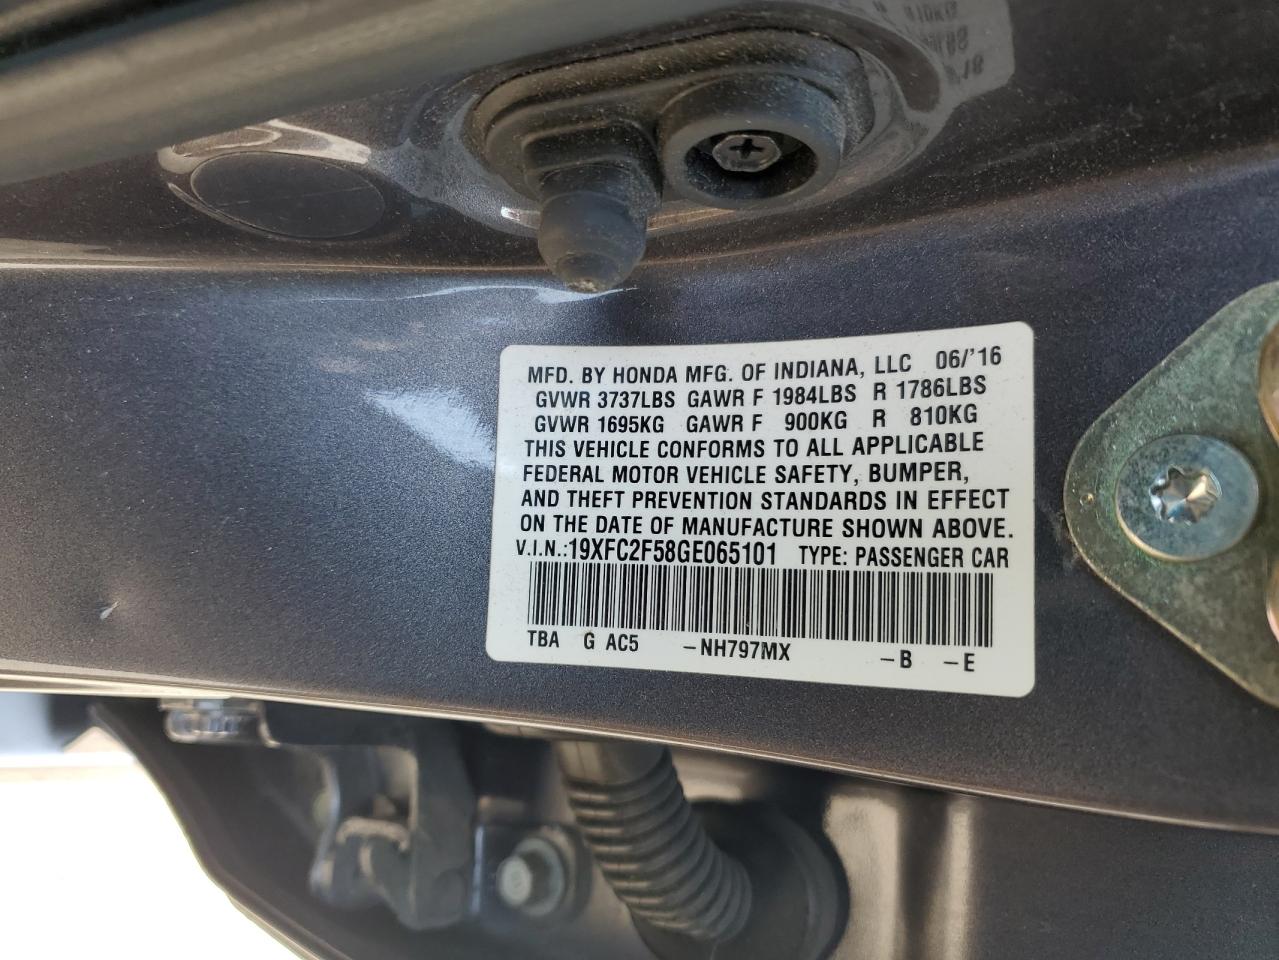 MFD. BY HONDA MFG. OF INDIANA, LLC 06/'16
GVWR 3737LBS GAWR F 1984LBS R 1786LBS
GVWR 1695KG GAWR F 900KG R 810KG
THIS VEHICLE CONFORMS TO ALL APPLICABLE
FEDERAL MOTOR VEHICLE SAFETY, BUMPER,
AND THEFT PREVENTION STANDARDS IN EFFECT
ON THE DATE OF MANUFACTURE SHOWN ABOVE.
V.I.N.:19XFC2F58GE065101 TYPE: PASSENGER CAR
TBA G AC5 -NH797MX -B -E